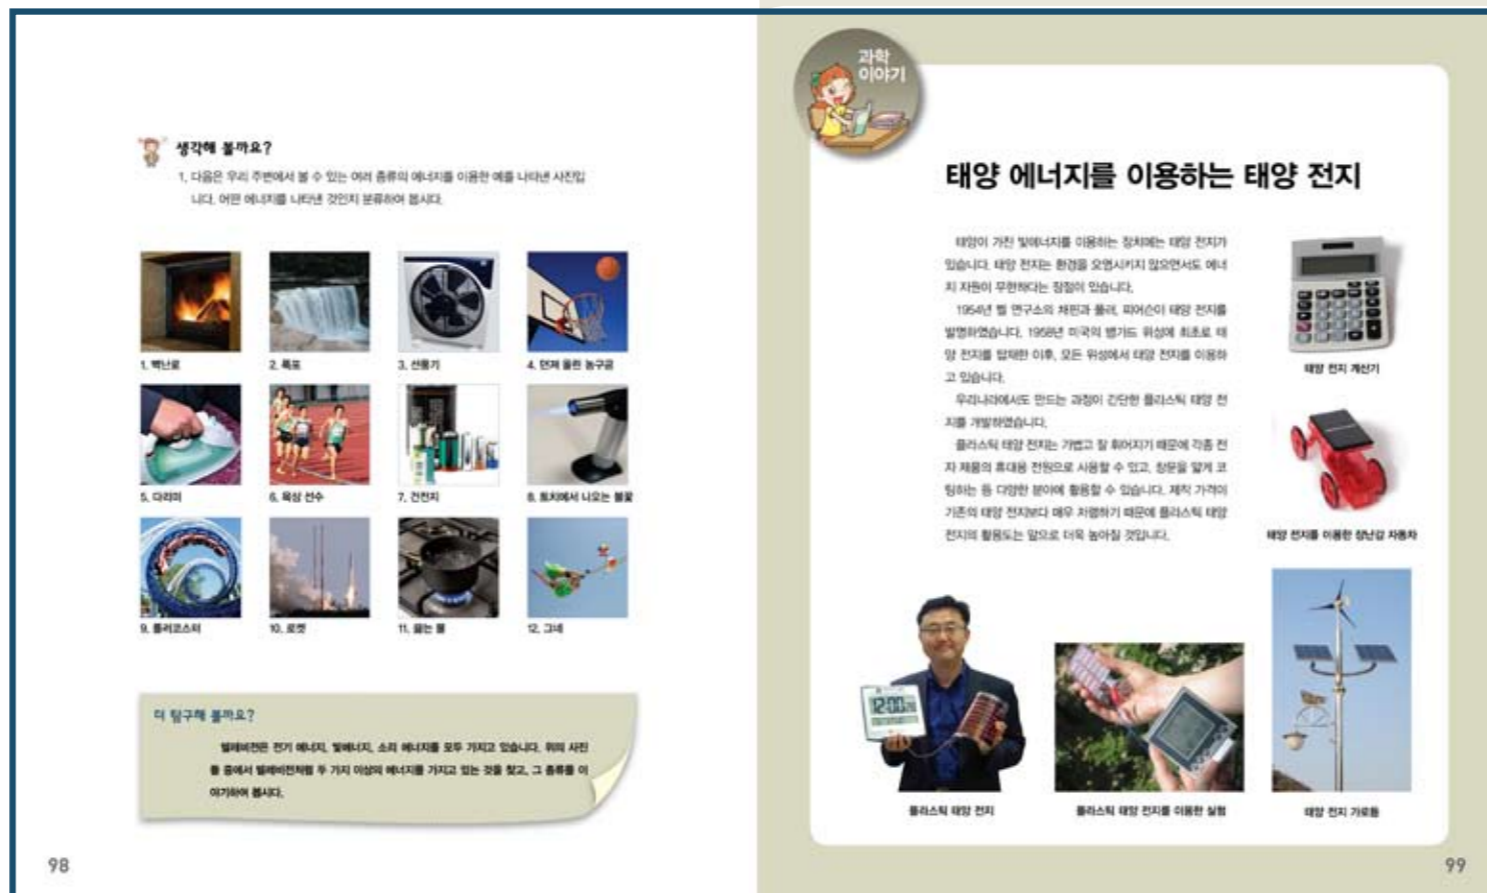 생각해 볼까요?
1. 다음은 우리 주변에서 볼 수 있는 여러 종류의 에너지를 이용한 예를 나타낸 사진입
니다. 어떤 에너지를 나타낸 것인지 분류하여 봅시다.
1. 벽난로
2. 폭포
3. 선풍기
4. 던져 올린 농구공
5. 다리미
6. 육상 선수
7. 건전지
8. 토치에서 나오는 불꽃
9. 롤러코스터
10. 로켓
11. 끓는 물
12. 그네
더 탐구해 볼까요?
텔레비전은 전기 에너지, 빛에너지, 소리 에너지를 모두 가지고 있습니다. 위의 사진
들 중에서 텔레비전처럼 두 가지 이상의 에너지를 가지고 있는 것을 찾고, 그 종류를 이
야기하여 봅시다.
98
과학
이야기
태양 에너지를 이용하는 태양 전지
태양이 가진 빛에너지를 이용하는 장치에는 태양 전지가
있습니다. 태양 전지는 환경을 오염시키지 않으면서도 에너
지 자원이 무한하다는 장점이 있습니다.
1954년 벨 연구소의 채핀과 풀러, 피어슨이 태양 전지를
발명하였습니다. 1958년 미국의 뱅가드 위성에 최초로 태
양 전지를 탑재한 이후, 모든 위성에서 태양 전지를 이용하
고 있습니다.
우리나라에서도 만드는 과정이 간단한 플라스틱 태양 전
지를 개발하였습니다.
플라스틱 태양 전지는 가볍고 잘 휘어지기 때문에 각종 전
자 제품의 휴대용 전원으로 사용할 수 있고, 창문을 얇게 코
팅하는 등 다양한 분야에 활용할 수 있습니다. 제작 가격이
기존의 태양 전지보다 매우 저렴하기 때문에 플라스틱 태양
전지의 활용도는 앞으로 더욱 높아질 것입니다.
태양 전지 계산기
태양 전지를 이용한 장난감 자동차
12:00
플라스틱 태양 전지
플라스틱 태양 전지를 이용한 실험
태양 전지 가로등
99